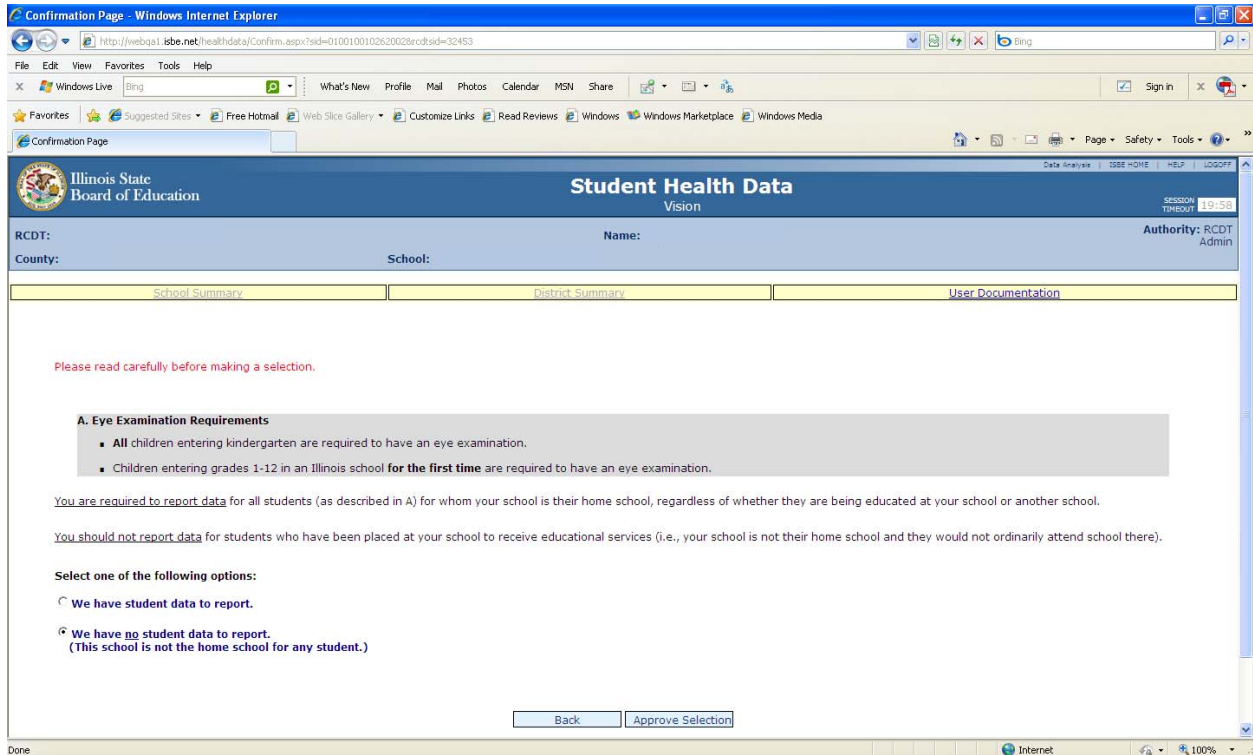 Confirmation Page - Windows Internet Explorer
http://webqa1.isbe.net/healthdata/Confirm.aspx?sid=010010010262002&rcdtsid=32453
Bing
File Edit View Favorites Tools Help
X Windows Live Bing What's New Profile Mail Photos Calendar MSN Share Sign in X
Favorites Suggested Sites Free Hotmail Web Slice Gallery Customize Links Read Reviews Windows Windows Marketplace Windows Media
Confirmation Page Page Safety Tools »
Data Analysis | ISBE HOME | HELP | LOGOFF
Illinois State
Board of Education
Student Health Data
Vision
SESSION
TIMEOUT 19:58
RCDT: Name: Authority: RCDT
Admin
County: School:
School Summary District Summary User Documentation
Please read carefully before making a selection.
A. Eye Examination Requirements
▪ All children entering kindergarten are required to have an eye examination.
▪ Children entering grades 1-12 in an Illinois school for the first time are required to have an eye examination.
You are required to report data for all students (as described in A) for whom your school is their home school, regardless of whether they are being educated at your school or another school.
You should not report data for students who have been placed at your school to receive educational services (i.e., your school is not their home school and they would not ordinarily attend school there).
Select one of the following options:
We have student data to report.
We have no student data to report.
(This school is not the home school for any student.)
Back Approve Selection
Done Internet 100%